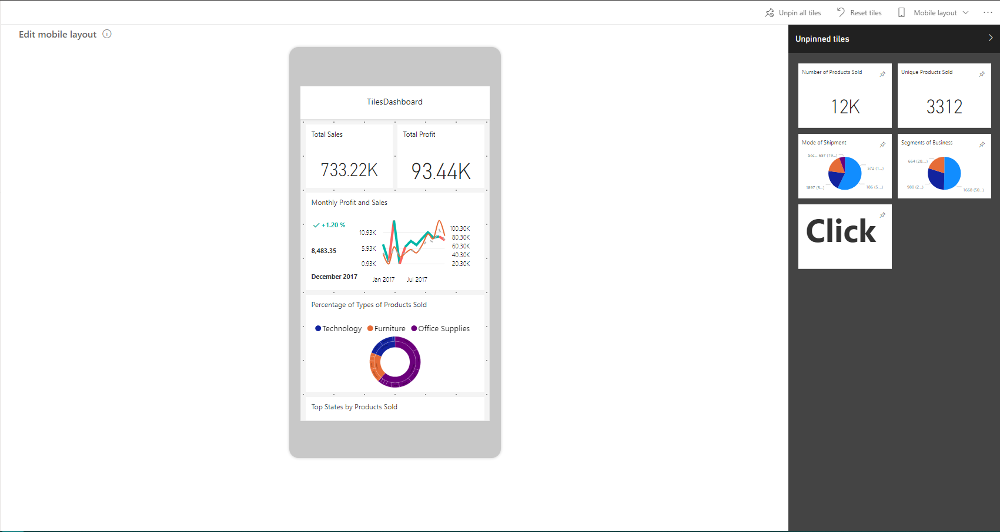 Unpin all tiles
Reset tiles
Mobile layout
Edit mobile layout
Unpinned tiles
TilesDashboard
Total Sales
733.22K
Total Profit
93.44K
Monthly Profit and Sales
+1.20 %
8,483.35
December 2017
10.93K
5.93K
0.93K
100.30K
80.30K
60.30K
40.30K
20.30K
Jan 2017
Jul 2017
Percentage of Types of Products Sold
Technology
Furniture
Office Supplies
Top States by Products Sold
Number of Products Sold
12K
Unique Products Sold
3312
Mode of Shipment
Sec... 657 (19...)
572 (1...)
1897 (5...)
186 (5...)
Segments of Business
664 (20...)
980 (2...)
1668 (50...)
Click